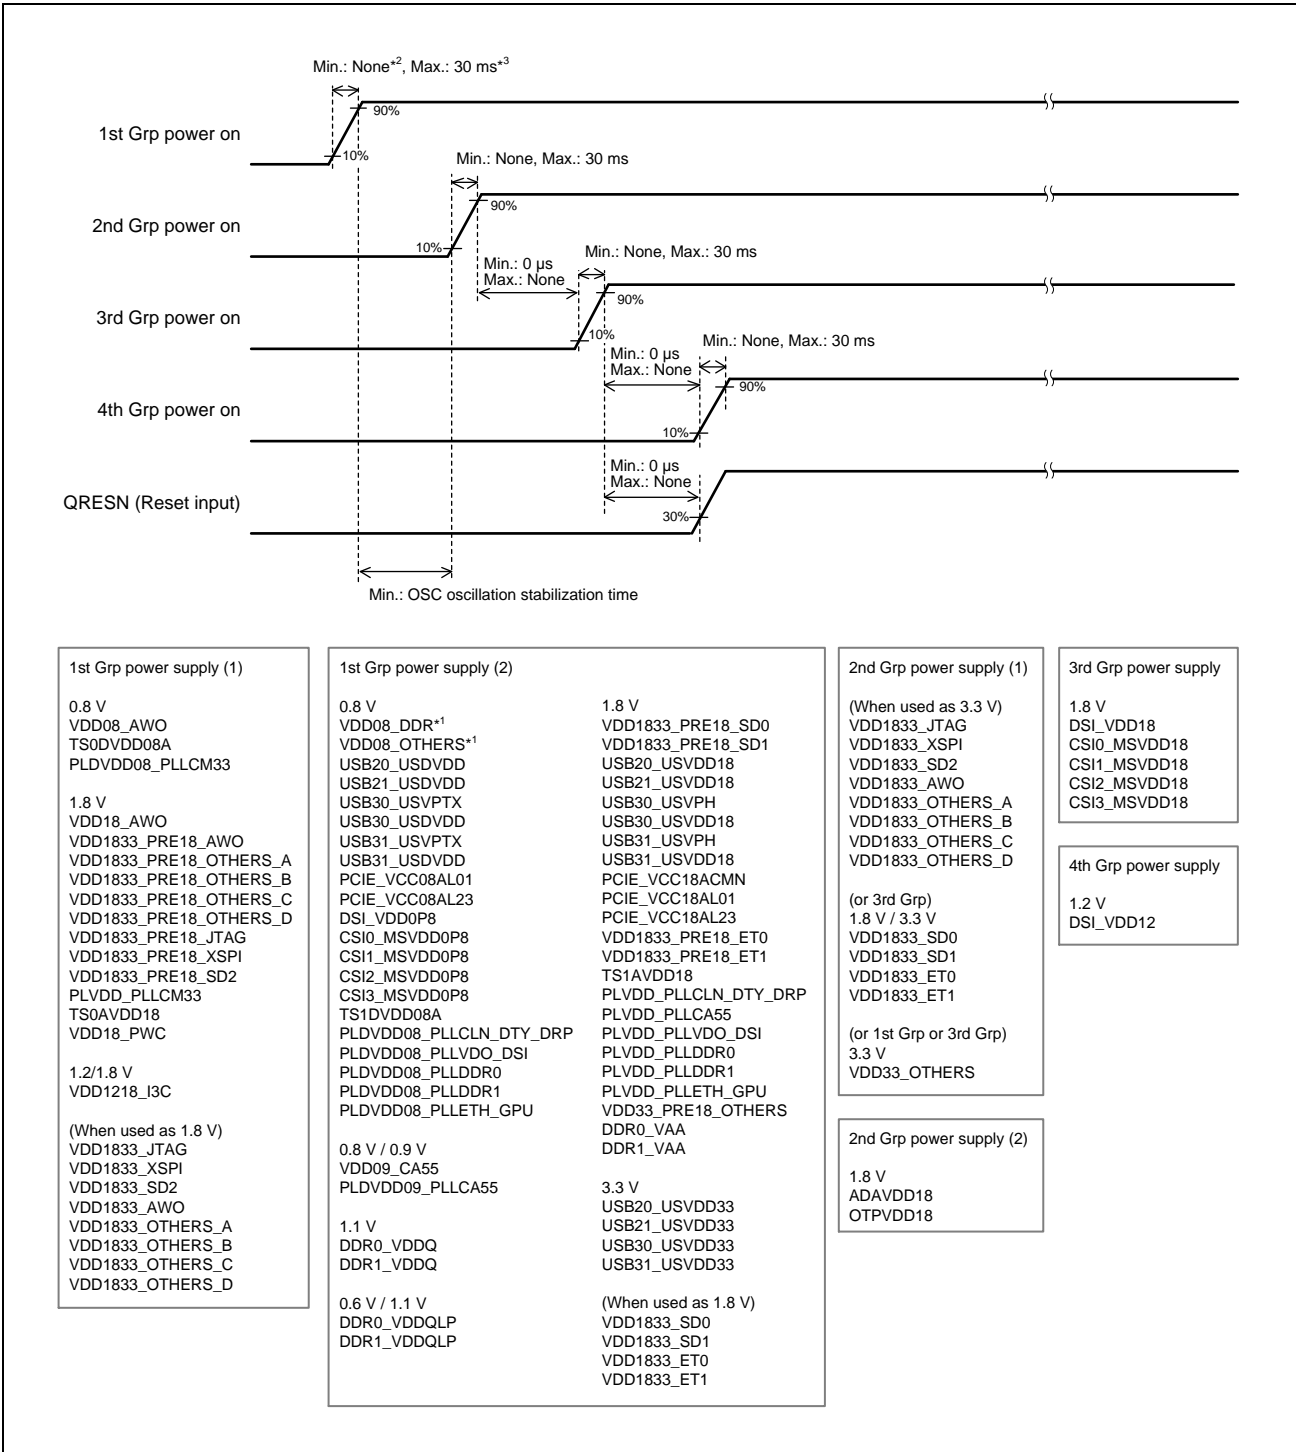 Min.: None*2, Max.: 30 ms*3
90%
1st Grp power on
10%
Min.: None, Max.: 30 ms
90%
2nd Grp power on
10%
Min.: None, Max.: 30 ms
Min.: 0 µs
Max.: None
90%
3rd Grp power on
10%
Min.: None, Max.: 30 ms
Min.: 0 µs
Max.: None
90%
4th Grp power on
10%
Min.: 0 µs
Max.: None
QRESN (Reset input)
30%
Min.: OSC oscillation stabilization time
1st Grp power supply (1)
0.8 V
VDD08_AWO
TS0DVDD08A
PLDVDD08_PLLCM33
1.8 V
VDD18_AWO
VDD1833_PRE18_AWO
VDD1833_PRE18_OTHERS_A
VDD1833_PRE18_OTHERS_B
VDD1833_PRE18_OTHERS_C
VDD1833_PRE18_OTHERS_D
VDD1833_PRE18_JTAG
VDD1833_PRE18_XSPI
VDD1833_PRE18_SD2
PLVDD_PLLCM33
TS0AVDD18
VDD18_PWC
1.2/1.8 V
VDD1218_I3C
(When used as 1.8 V)
VDD1833_JTAG
VDD1833_XSPI
VDD1833_SD2
VDD1833_AWO
VDD1833_OTHERS_A
VDD1833_OTHERS_B
VDD1833_OTHERS_C
VDD1833_OTHERS_D
1st Grp power supply (2)
0.8 V
VDD08_DDR*1
VDD08_OTHERS*1
USB20_USDVDD
USB21_USDVDD
USB30_USVPTX
USB30_USDVDD
USB31_USVPTX
USB31_USDVDD
PCIE_VCC08AL01
PCIE_VCC08AL23
DSI_VDD0P8
CSI0_MSVDD0P8
CSI1_MSVDD0P8
CSI2_MSVDD0P8
CSI3_MSVDD0P8
TS1DVDD08A
PLDVDD08_PLLCLN_DTY_DRP
PLDVDD08_PLLVDO_DSI
PLDVDD08_PLLDDR0
PLDVDD08_PLLDDR1
PLDVDD08_PLLETH_GPU
0.8 V / 0.9 V
VDD09_CA55
PLDVDD09_PLLCA55
1.1 V
DDR0_VDDQ
DDR1_VDDQ
0.6 V / 1.1 V
DDR0_VDDQLP
DDR1_VDDQLP
1.8 V
VDD1833_PRE18_SD0
VDD1833_PRE18_SD1
USB20_USVDD18
USB21_USVDD18
USB30_USVPH
USB30_USVDD18
USB31_USVPH
USB31_USVDD18
PCIE_VCC18ACMN
PCIE_VCC18AL01
PCIE_VCC18AL23
VDD1833_PRE18_ET0
VDD1833_PRE18_ET1
TS1AVDD18
PLVDD_PLLCLN_DTY_DRP
PLVDD_PLLCA55
PLVDD_PLLVDO_DSI
PLVDD_PLLDDR0
PLVDD_PLLDDR1
PLVDD_PLLETH_GPU
VDD33_PRE18_OTHERS
DDR0_VAA
DDR1_VAA
3.3 V
USB20_USVDD33
USB21_USVDD33
USB30_USVDD33
USB31_USVDD33
(When used as 1.8 V)
VDD1833_SD0
VDD1833_SD1
VDD1833_ET0
VDD1833_ET1
2nd Grp power supply (1)
(When used as 3.3 V)
VDD1833_JTAG
VDD1833_XSPI
VDD1833_SD2
VDD1833_AWO
VDD1833_OTHERS_A
VDD1833_OTHERS_B
VDD1833_OTHERS_C
VDD1833_OTHERS_D
(or 3rd Grp)
1.8 V / 3.3 V
VDD1833_SD0
VDD1833_SD1
VDD1833_ET0
VDD1833_ET1
(or 1st Grp or 3rd Grp)
3.3 V
VDD33_OTHERS
2nd Grp power supply (2)
1.8 V
ADAVDD18
OTPVDD18
3rd Grp power supply
1.8 V
DSI_VDD18
CSI0_MSVDD18
CSI1_MSVDD18
CSI2_MSVDD18
CSI3_MSVDD18
4th Grp power supply
1.2 V
DSI_VDD12